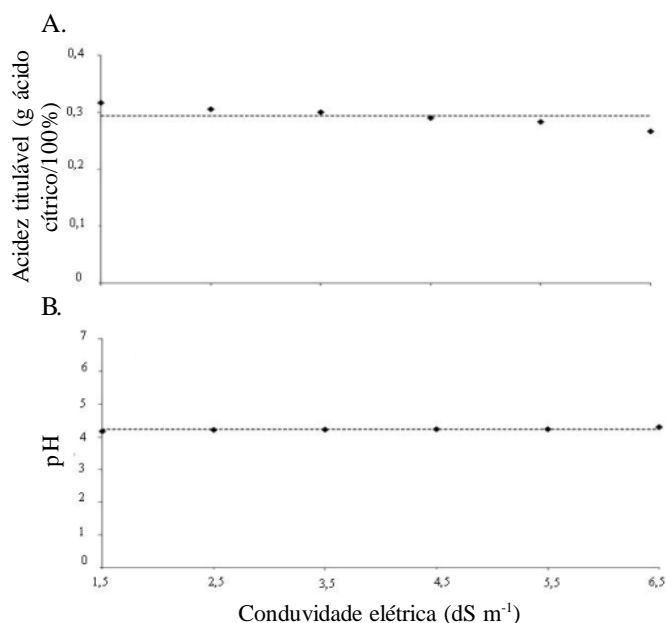 A.
Acidez titulável (g ácido
cítrico/100%)
0,4
0,3
0,2
0,1
0
B.
pH
7
6
5
4
3
2
1
0
1,5 2,5 3,5 4,5 5,5 6,5
Conduvidade elétrica (dS m⁻¹)